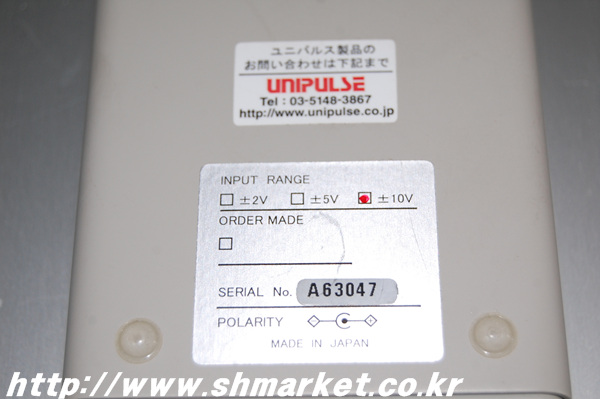 ユニパルス製品の
お問い合わせは下記まで
UNIPULSE
Tel : 03-5148-3867
http://www.unipulse.co.jp
INPUT RANGE
±2V ±5V ±10V
ORDER MADE
SERIAL No. A63047
POLARITY
MADE IN JAPAN
http://www.shmarket.co.kr